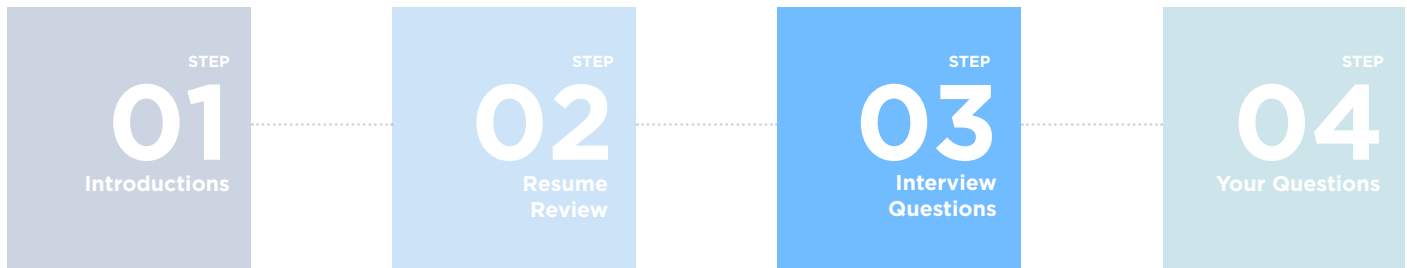 STEP
01
Introductions
STEP
02
Resume
Review
STEP
03
Interview
Questions
STEP
04
Your Questions